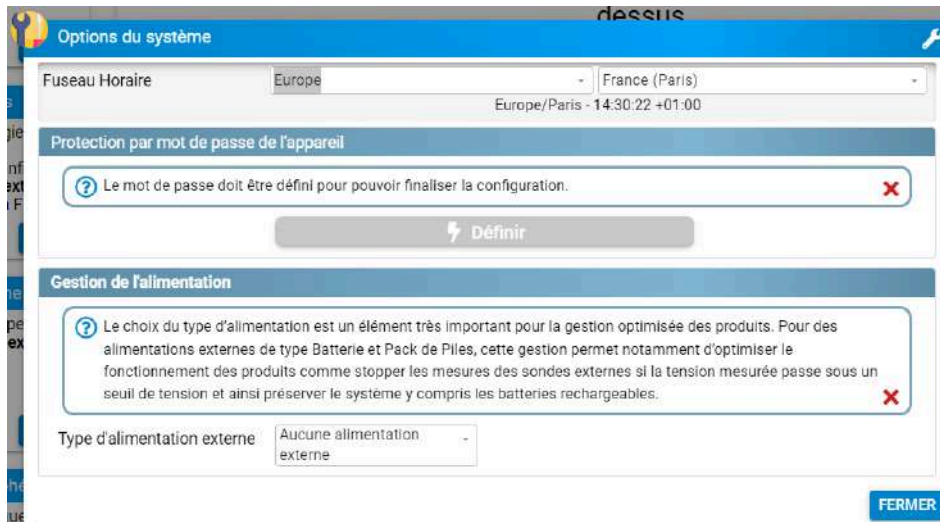 dessus
Options du système
Fuseau Horaire Europe France (Paris)
Europe/Paris - 14:30:22 +01:00
Protection par mot de passe de l'appareil
Le mot de passe doit être défini pour pouvoir finaliser la configuration.
Définir
Gestion de l'alimentation
Le choix du type d'alimentation est un élément très important pour la gestion optimisée des produits. Pour des
alimentations externes de type Batterie et Pack de Piles, cette gestion permet notamment d'optimiser le
fonctionnement des produits comme stopper les mesures des sondes externes si la tension mesurée passe sous un
seuil de tension et ainsi préserver le système y compris les batteries rechargeables.
Type d'alimentation externe Aucune alimentation
externe
FERMER